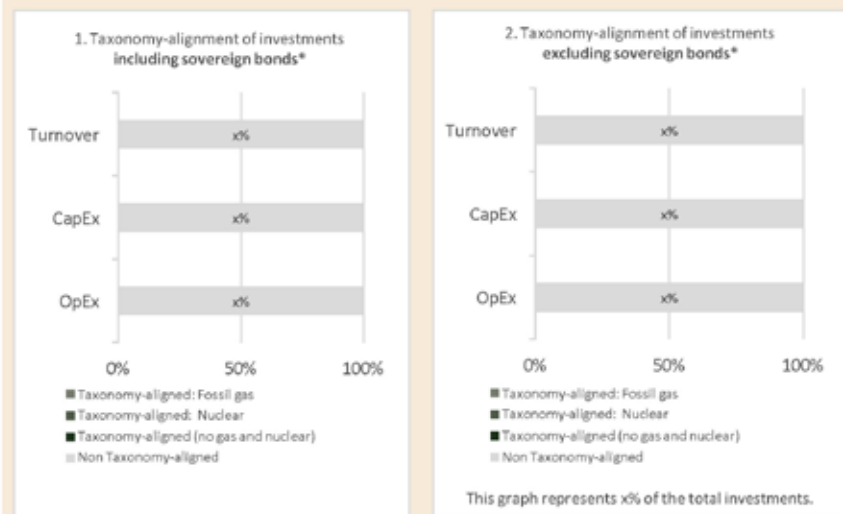 1. Taxonomy-alignment of investments
including sovereign bonds*
Turnover
x%
CapEx
x%
OpEx
x%
0%
50%
100%
Taxonomy-aligned: Fossil gas
Taxonomy-aligned: Nuclear
Taxonomy-aligned (no gas and nuclear)
Non Taxonomy-aligned
2. Taxonomy-alignment of investments
excluding sovereign bonds*
Turnover
x%
CapEx
x%
OpEx
x%
0%
50%
100%
Taxonomy-aligned: Fossil gas
Taxonomy-aligned: Nuclear
Taxonomy-aligned (no gas and nuclear)
Non Taxonomy-aligned
This graph represents x% of the total investments.